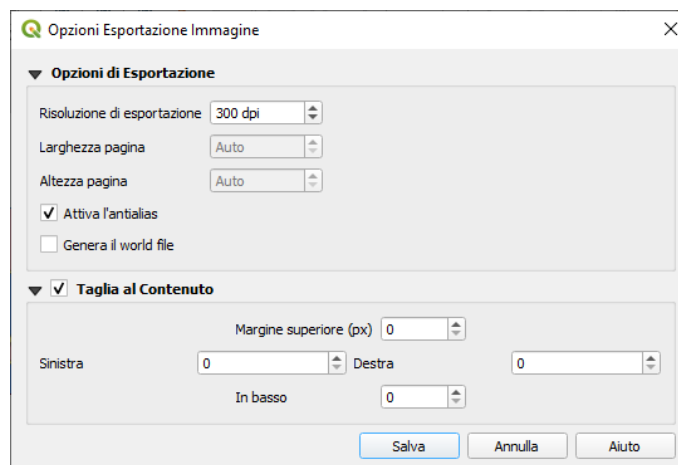 Opzioni Esportazione Immagine
Opzioni di Esportazione
Risoluzione di esportazione 300 dpi
Larghezza pagina Auto
Altezza pagina Auto
Attiva l'antialias
Genera il world file
Taglia al Contenuto
Margine superiore (px) 0
Sinistra 0 Destra 0
In basso 0
Salva Annulla Aiuto